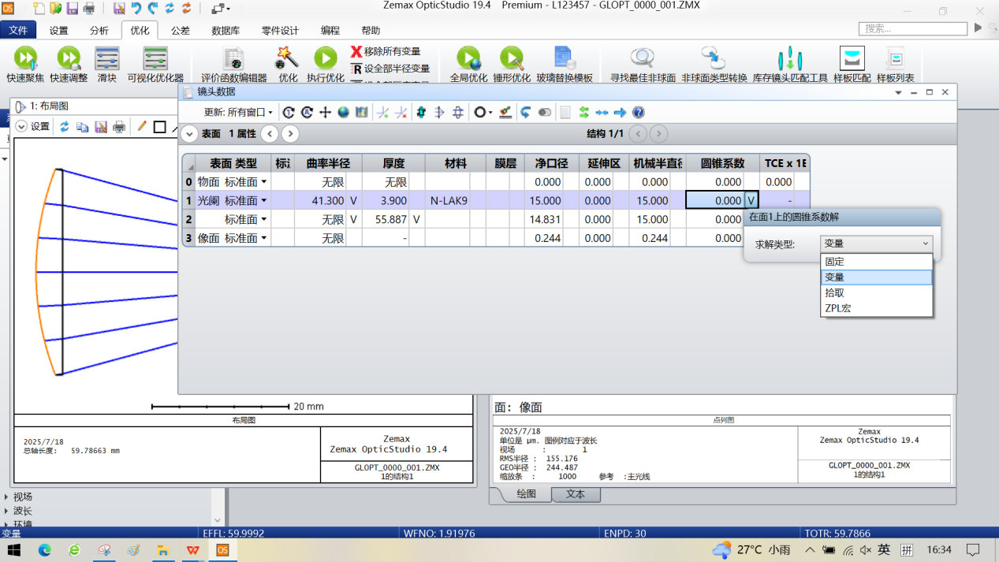 OS
Zemax OpticStudio 19.4 Premium - L123457 - GLOPT_0000_001.ZMX
文件 设置 分析 优化 公差 数据库 零件设计 编程 帮助 搜索...
快速聚焦 快速调整 滑块 可视化优化器 评价函数编辑器 优化 执行优化
移除所有变量
设全部半径变量
全局优化 锤形优化 玻璃替换模板 寻找最佳非球面 非球面类型转换 库存镜头匹配工具 样板匹配 样板列表
1: 布局图
设置
镜头数据
更新: 所有窗口
表面 1 属性 结构 1/1
表面 类型 曲率半径 厚度 材料 膜层 净口径 延伸区 机械半直径 圆锥系数 TCE x 1E
0 物面 标准面 无限 无限 0.000 0.000 0.000 0.000 0.000
1 光阑 标准面 41.300 V 3.900 N-LAK9 15.000 0.000 15.000 0.000 V -
2 标准面 无限 V 55.887 V 14.831 0.000 15.000 0.000
3 像面 标准面 无限 - 0.244 0.000 0.244 0.000
在面1上的圆锥系数解
求解类型: 变量
固定
变量
拾取
ZPL宏
20 mm
布局图
2025/7/18
总轴长度: 59.78663 mm
Zemax
Zemax OpticStudio 19.4
GLOPT_0000_001.ZMX
1的结构1
面: 像面
点列图
2025/7/18
单位是 μm. 图例对应于波长
视场 : 1
RMS半径 : 155.176
GEO半径 : 244.487
缩放条 : 1000 参考 :主光线
Zemax
Zemax OpticStudio 19.4
GLOPT_0000_001.ZMX
1的结构1
绘图 文本
视场
波长
环境
变量 EFFL: 59.9992 WFNO: 1.91976 ENPD: 30 TOTR: 59.7866
27°C 小雨 英 拼 16:34